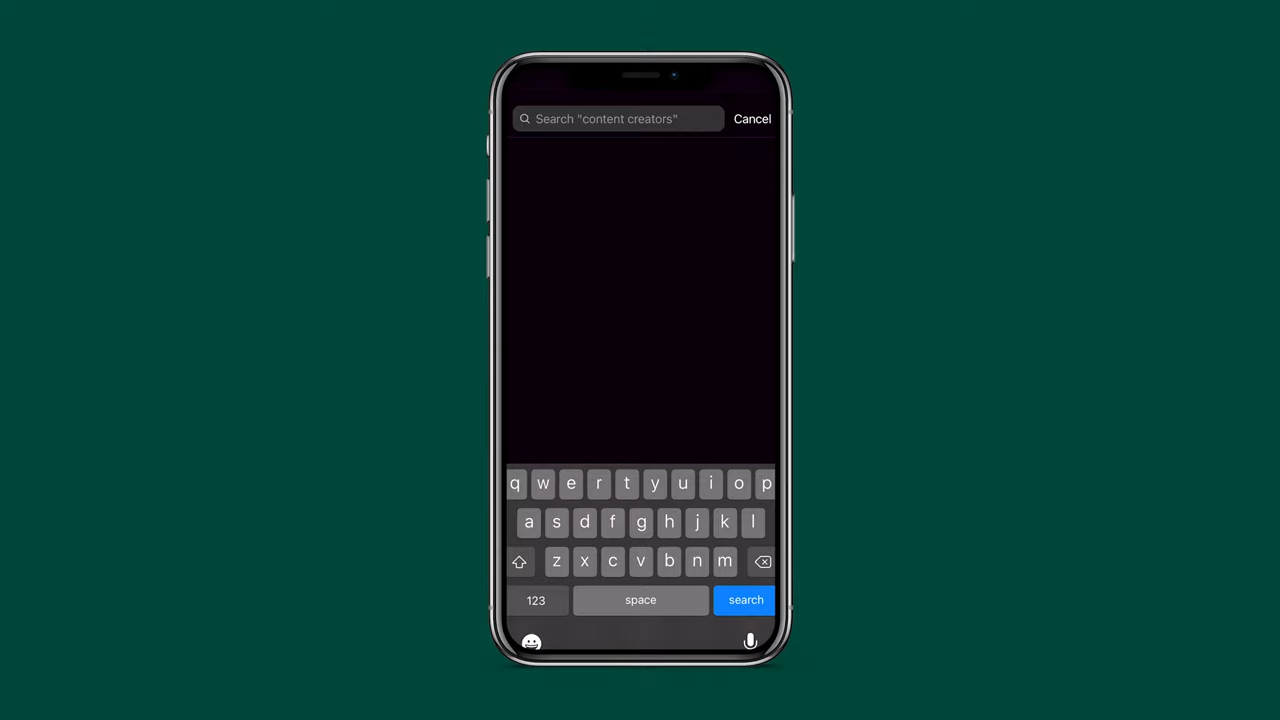 Search "content creators" Cancel
q w e r t y u i o p
a s d f g h j k l
z x c v b n m
123 space search